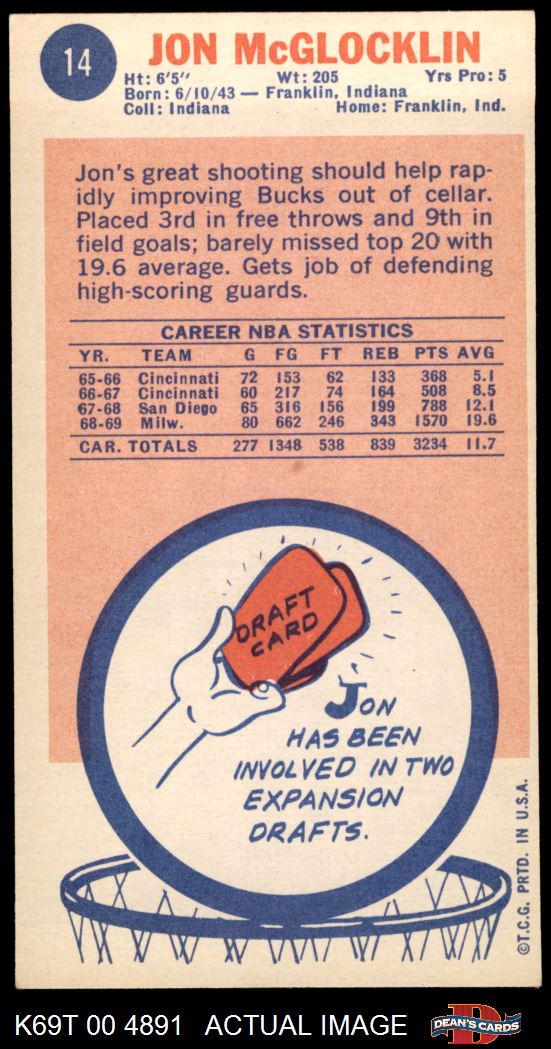 14
JON McGLOCKLIN
Ht: 6'5" Wt: 205 Yrs Pro: 5
Born: 6/10/43 — Franklin, Indiana
Coll: Indiana Home: Franklin, Ind.
Jon's great shooting should help rap-
idly improving Bucks out of cellar.
Placed 3rd in free throws and 9th in
field goals; barely missed top 20 with
19.6 average. Gets job of defending
high-scoring guards.
CAREER NBA STATISTICS
YR. TEAM G FG FT REB PTS AVG
65-66 Cincinnati 72 153 62 133 368 5.1
66-67 Cincinnati 60 217 74 164 508 8.5
67-68 San Diego 65 316 156 199 788 12.1
68-69 Milw. 80 662 246 343 1570 19.6
CAR. TOTALS 277 1348 538 839 3234 11.7
DRAFT
CARD
JON
HAS BEEN
INVOLVED IN TWO
EXPANSION
DRAFTS.
©T.C.G. PRTD. IN U.S.A.
K69T 00 4891 ACTUAL IMAGE
DEAN'S CARDS